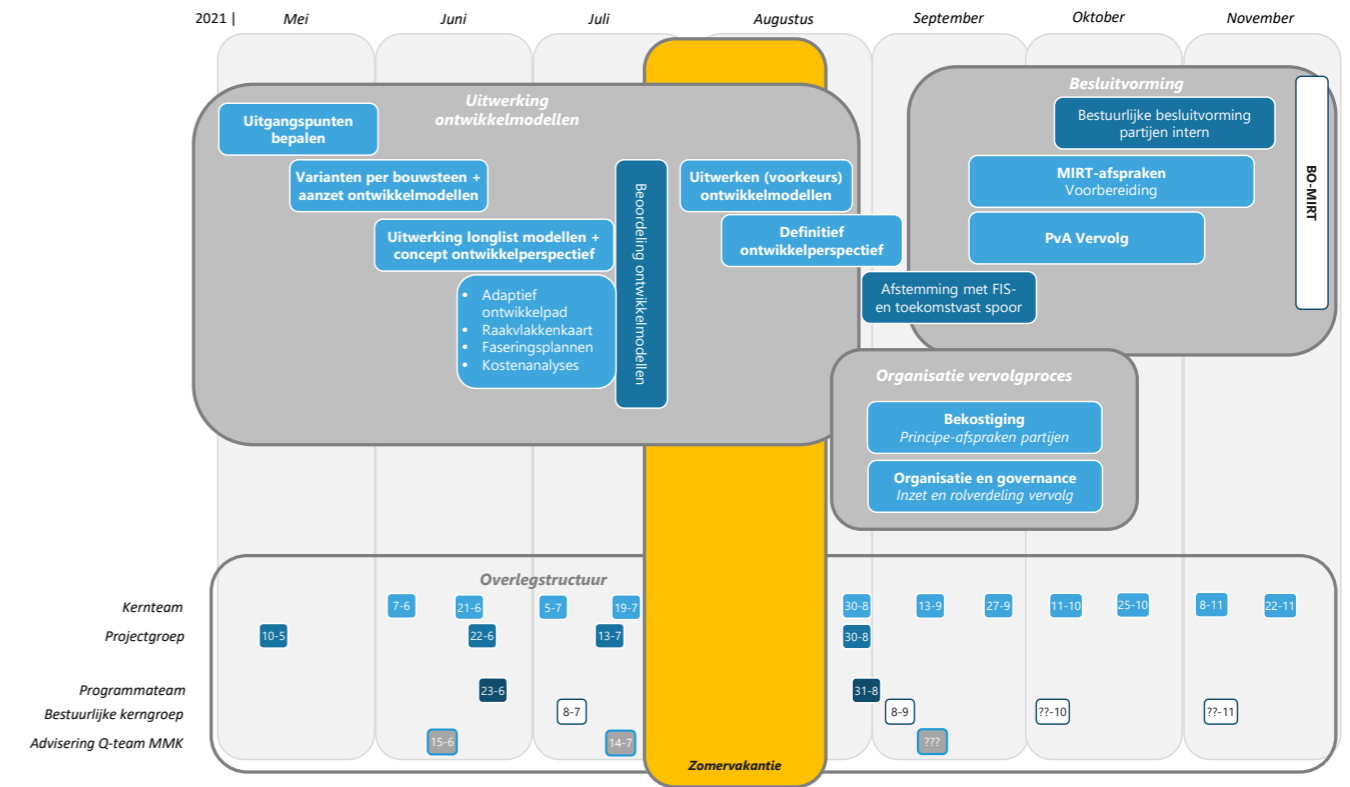 2021 |
Mei
Juni
Juli
Augustus
September
Oktober
November
Uitwerking
ontwikkelmodellen
Uitgangspunten
bepalen
Varianten per bouwsteen +
aanzet ontwikkelmodellen
Uitwerking longlist modellen +
concept ontwikkelperspectief
• Adaptief
ontwikkelpad
• Raakvlakkenkaart
• Faseringsplannen
• Kostenanalyses
Beoordeling ontwikkelmodellen
Uitwerken (voorkeurs)
ontwikkelmodellen
Definitief
ontwikkelperspectief
Besluitvorming
Bestuurlijke besluitvorming
partijen intern
MIRT-afspraken
Voorbereiding
PvA Vervolg
Afstemming met FIS-
en toekomstvast spoor
BO-MIRT
Organisatie vervolgproces
Bekostiging
Principe-afspraken partijen
Organisatie en governance
Inzet en rolverdeling vervolg
Overlegstructuur
Kernteam
7-6
21-6
5-7
19-7
30-8
13-9
27-9
11-10
25-10
8-11
22-11
Projectgroep
10-5
22-6
13-7
30-8
Programmateam
23-6
31-8
Bestuurlijke kerngroep
8-7
8-9
??-10
??-11
Advisering Q-team MMK
15-6
14-7
???
Zomervakantie